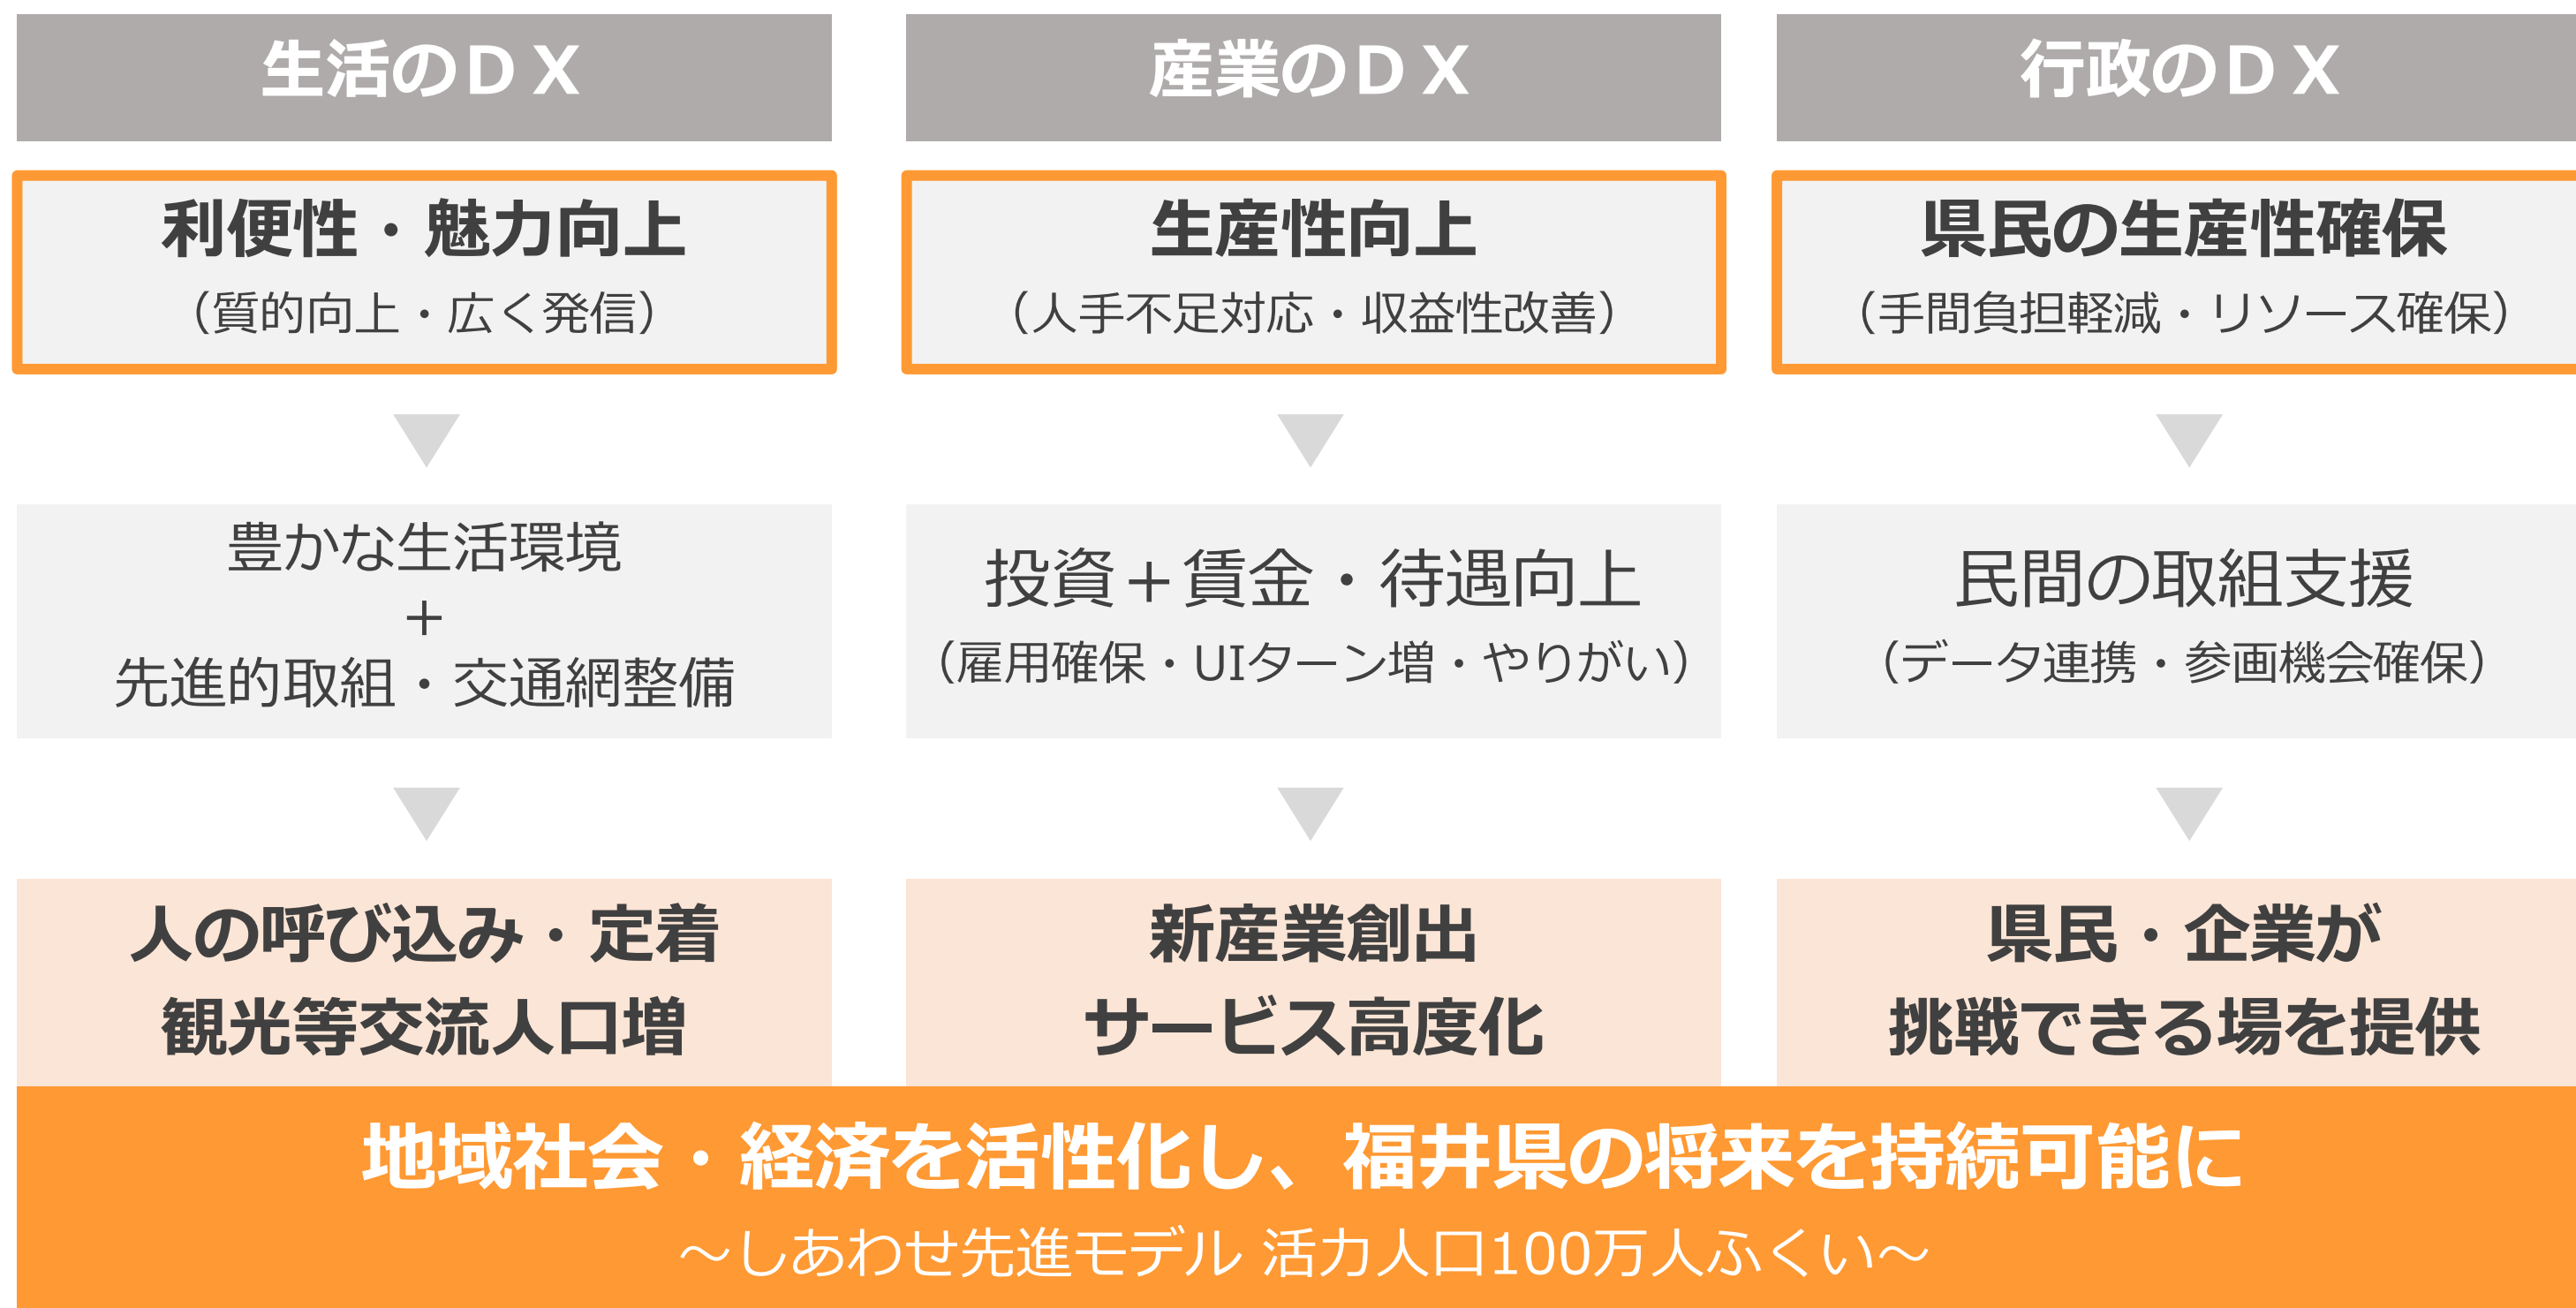 生活のＤＸ
利便性・魅力向上
（質的向上・広く発信）
豊かな生活環境
+
先進的取組・交通網整備
人の呼び込み・定着
観光等交流人口増
産業のＤＸ
生産性向上
（人手不足対応・収益性改善）
投資＋賃金・待遇向上
（雇用確保・UIターン増・やりがい）
新産業創出
サービス高度化
行政のＤＸ
県民の生産性確保
（手間負担軽減・リソース確保）
民間の取組支援
（データ連携・参画機会確保）
県民・企業が
挑戦できる場を提供
地域社会・経済を活性化し、福井県の将来を持続可能に
～しあわせ先進モデル 活力人口100万人ふくい～